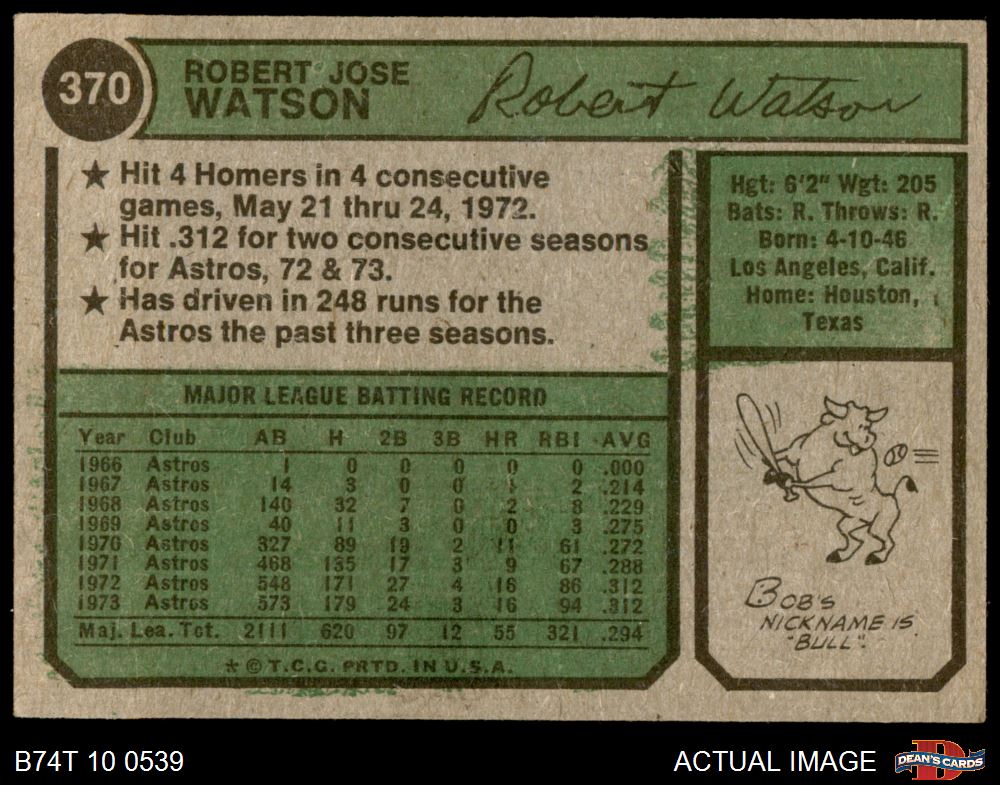 370
ROBERT JOSE
WATSON
Robert Watson
★ Hit 4 Homers in 4 consecutive
games, May 21 thru 24, 1972.
★ Hit .312 for two consecutive seasons
for Astros, 72 & 73.
★ Has driven in 248 runs for the
Astros the past three seasons.
Hgt: 6'2" Wgt: 205
Bats: R. Throws: R.
Born: 4-10-46
Los Angeles, Calif.
Home: Houston,
Texas
MAJOR LEAGUE BATTING RECORD
Year Club AB H 2B 3B HR RBI AVG
1966 Astros 1 0 0 0 0 0 .000
1967 Astros 14 3 0 0 1 2 .214
1968 Astros 140 32 7 0 2 8 .229
1969 Astros 40 11 3 0 0 3 .275
1970 Astros 327 89 19 2 11 61 .272
1971 Astros 468 135 17 3 9 67 .288
1972 Astros 548 171 27 4 16 86 .312
1973 Astros 573 179 24 3 16 94 .312
Maj. Lea. Tot. 2111 620 97 12 55 321 .294
★ © T.C.G. PRTD. IN U.S.A.
BOB'S
NICKNAME IS
"BULL".
B74T 10 0539
ACTUAL IMAGE
D
DEAN'S CARDS